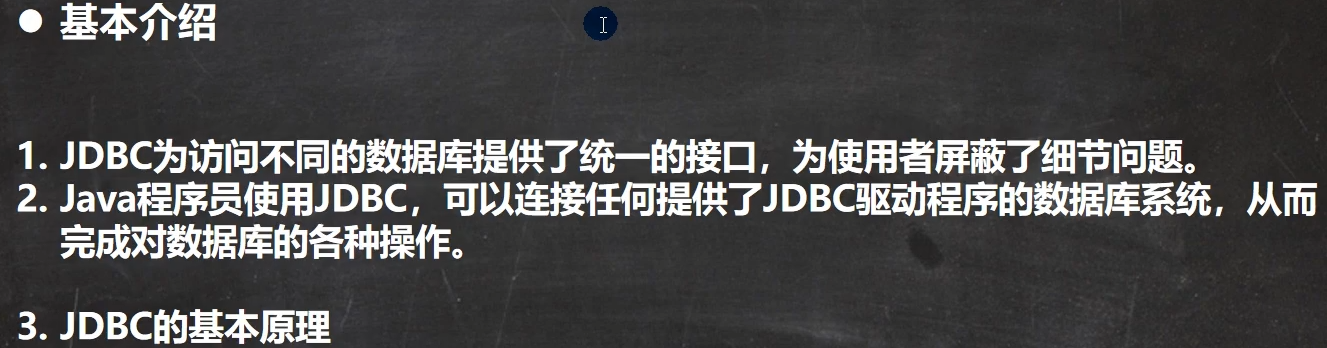 ● 基本介绍
1. JDBC为访问不同的数据库提供了统一的接口，为使用者屏蔽了细节问题。
2. Java程序员使用JDBC，可以连接任何提供了JDBC驱动程序的数据库系统，从而
完成对数据库的各种操作。
3. JDBC的基本原理